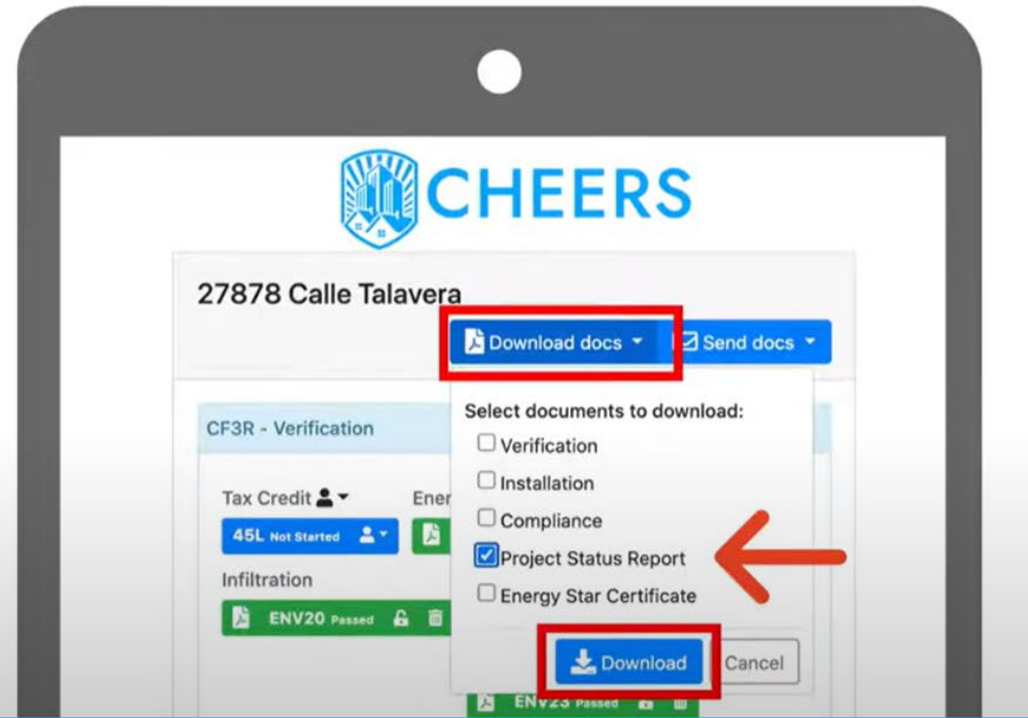 CHEERS
27878 Calle Talavera
Download docs
Send docs
Select documents to download:
CF3R - Verification
Verification
Installation
Tax Credit
Compliance
45L Not Started
Project Status Report
Infiltration
Energy Star Certificate
ENV20 Passed
Download
Cancel
ENV23 Passed